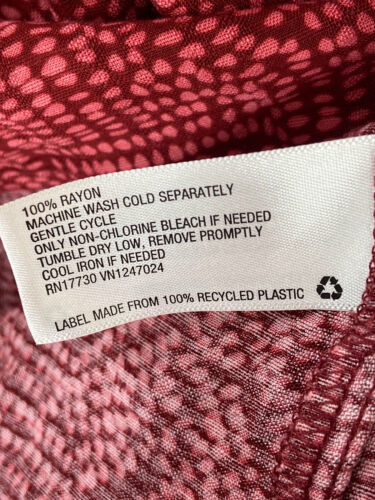 100% RAYON
MACHINE WASH COLD SEPARATELY
GENTLE CYCLE
ONLY NON-CHLORINE BLEACH IF NEEDED
TUMBLE DRY LOW, REMOVE PROMPTLY
COOL IRON IF NEEDED
RN17730 VN1247024
LABEL MADE FROM 100% RECYCLED PLASTIC